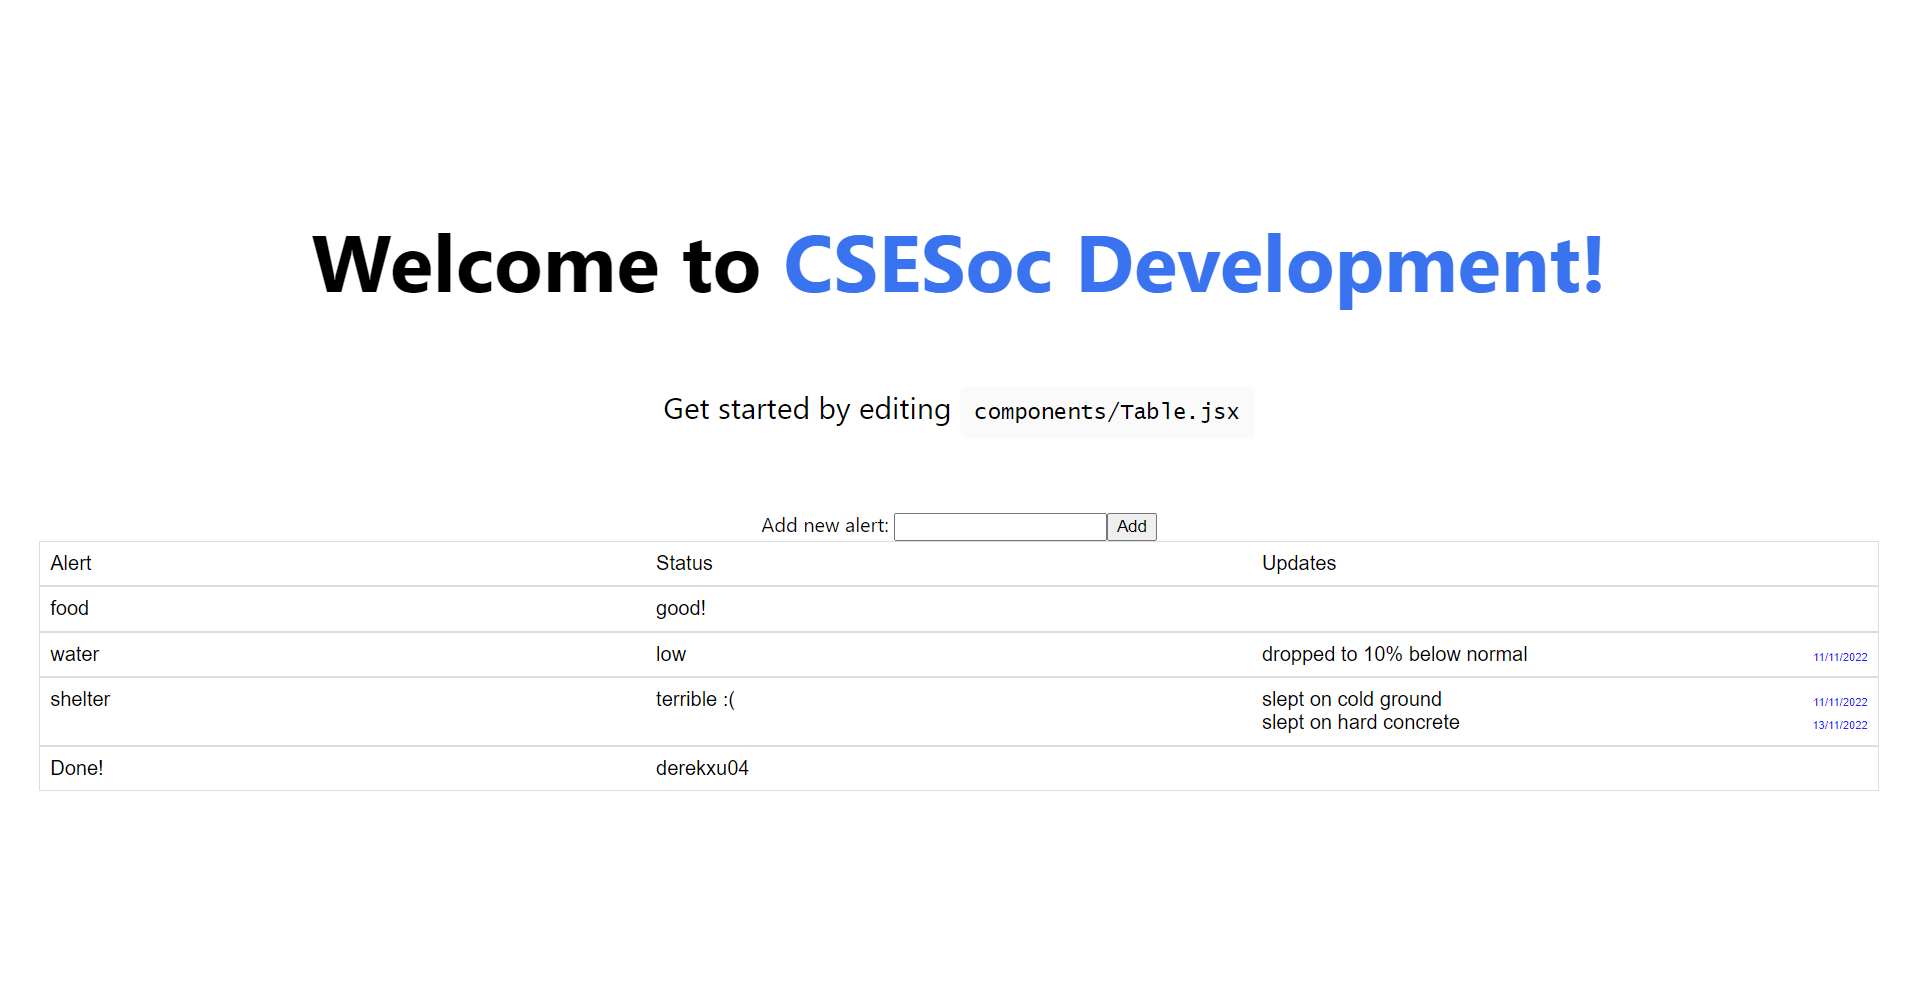 Welcome to CSESoc Development!
Get started by editing components/Table.jsx
Add new alert: Add
Alert Status Updates
food good!
water low dropped to 10% below normal 11/11/2022
shelter terrible :( slept on cold ground 11/11/2022
slept on hard concrete 13/11/2022
Done! derekxu04